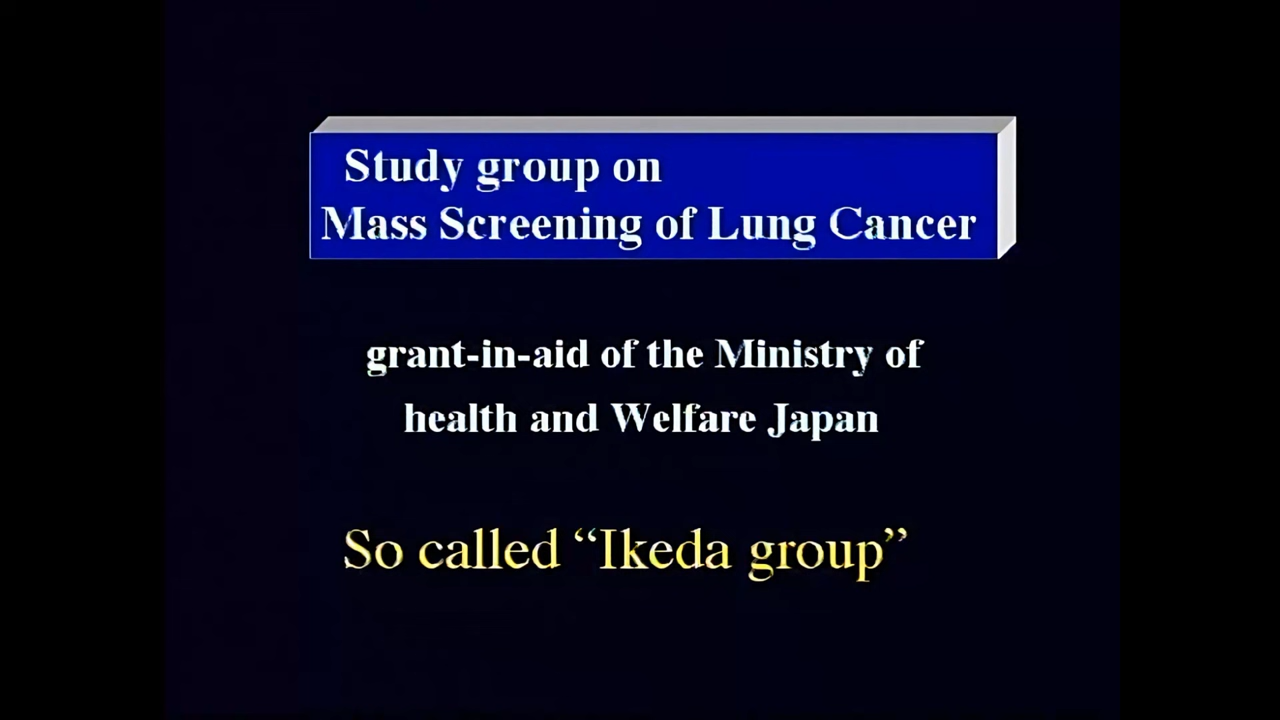 Study group on
Mass Screening of Lung Cancer
grant-in-aid of the Ministry of
health and Welfare Japan
So called “Ikeda group”